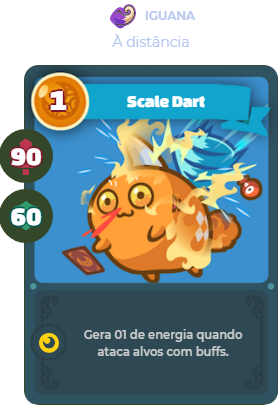 IGUANA
À distância
1
Scale Dart
90
60
Gera 01 de energia quando
ataca alvos com buffs.